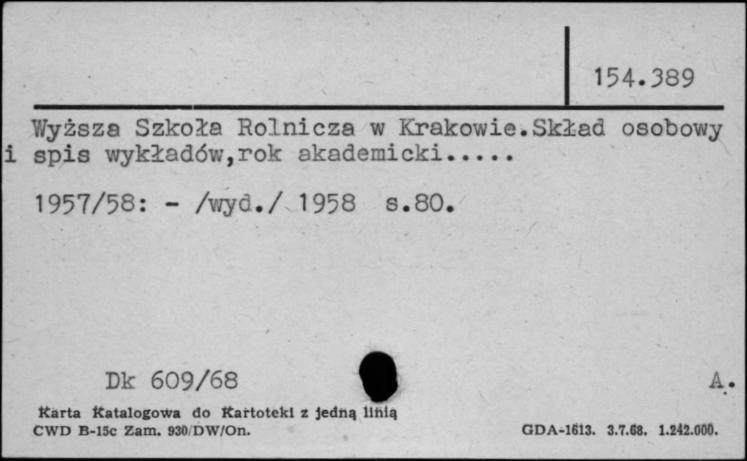 154.389
Wyższa Szkoła Rolnicza w Krakowie.Skład osobowy
i spis wykładów,rok akademicki.....
1957/58: - /wyd./ 1958 s.80.
Dk 609/68
A.
Karta Katalogowa do Kartoteki z jedną linią
CWD B-15c Zam. 930/DW/On.
GDA-1613. 3.7.68. 1.242.000.